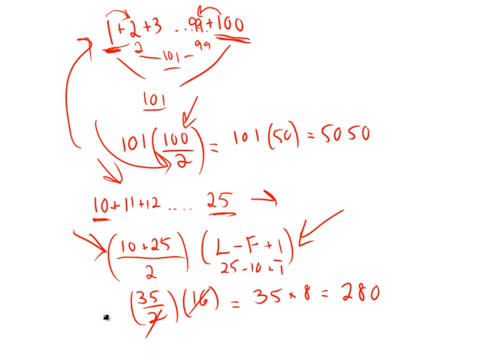 1+2+3 ... 99+100
2 — 101 — 99
101
101(100/2) = 101(50) = 5050
10+11+12 .... 25
(10+25/2) (L-F+1)
25-10+1
(35/2)(16) = 35×8 = 280